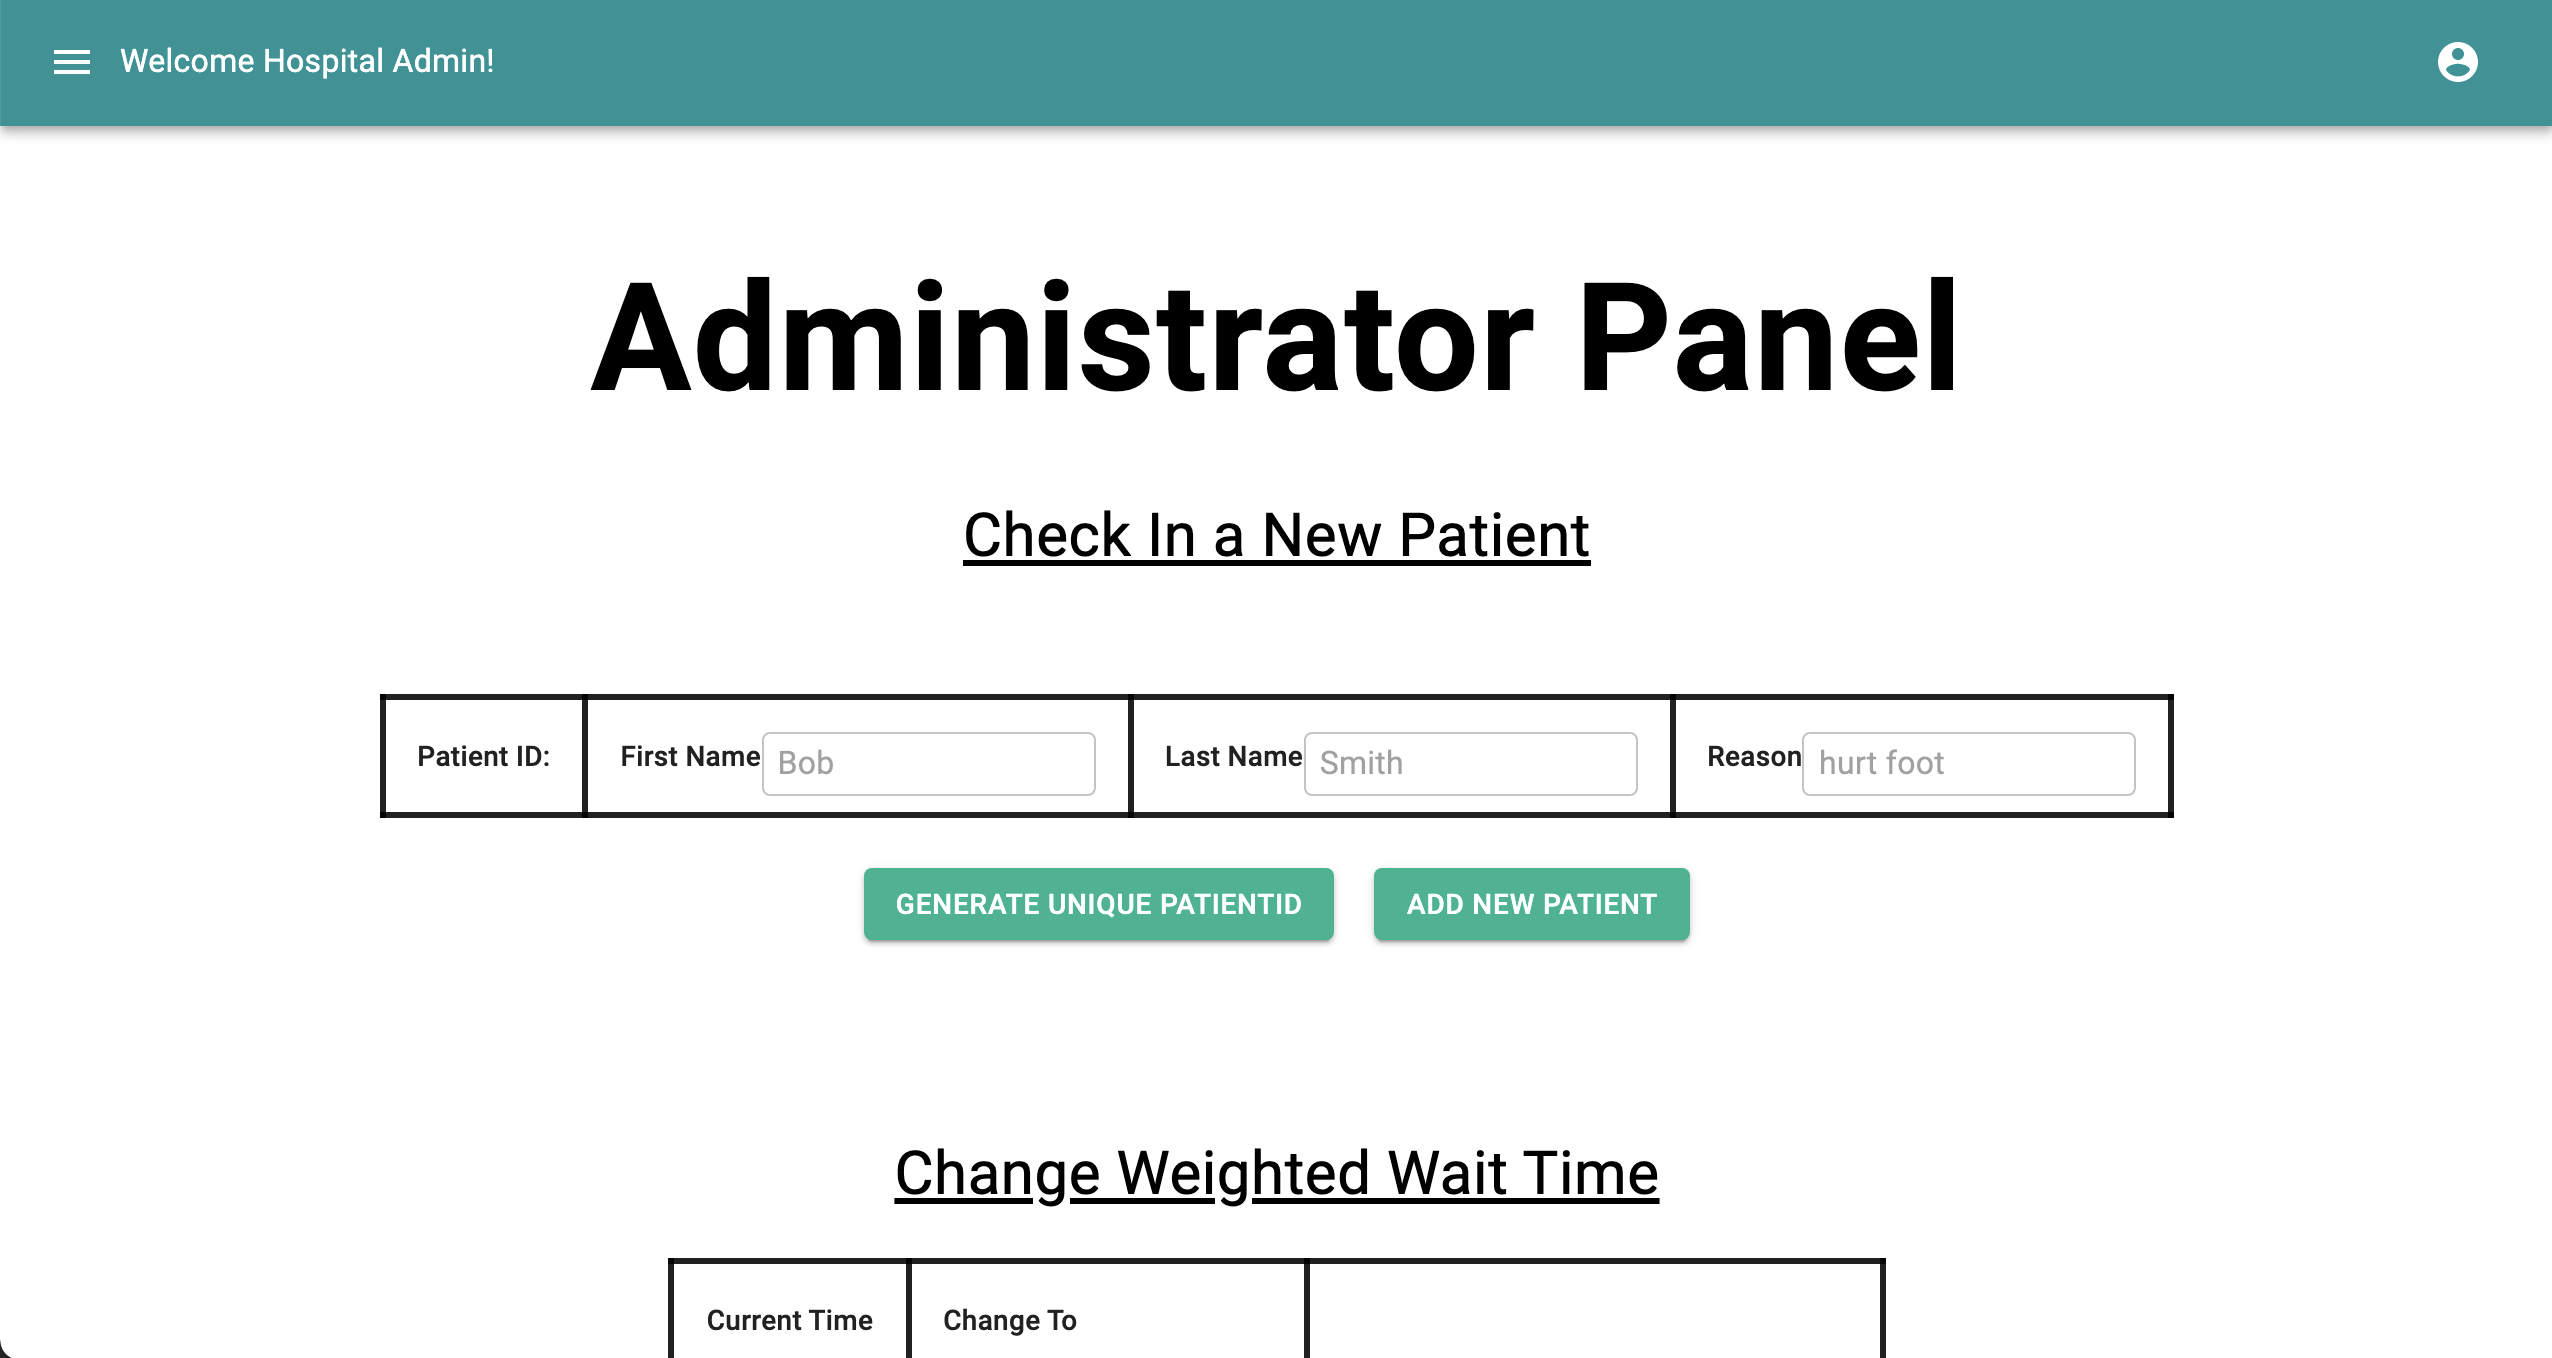 Welcome Hospital Admin!
Administrator Panel
Check In a New Patient
Patient ID: First Name Bob Last Name Smith Reason hurt foot
GENERATE UNIQUE PATIENTID ADD NEW PATIENT
Change Weighted Wait Time
Current Time Change To